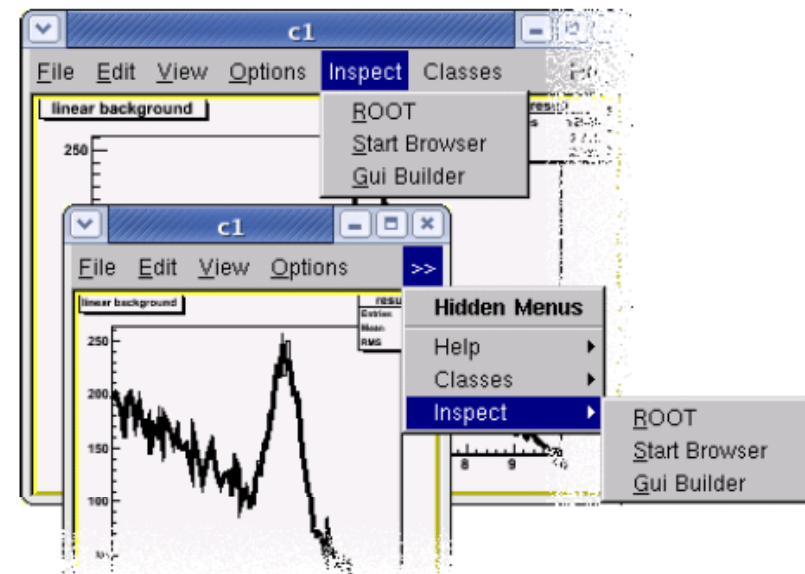 c1
File Edit View Options Inspect Classes
linear background
ROOT
Start Browser
Gui Builder
250
c1
File Edit View Options >>
linear background
resu
Entries
Mean
RMS
Hidden Menus
Help
Classes
Inspect
ROOT
Start Browser
Gui Builder
250
200
150
100
8 9